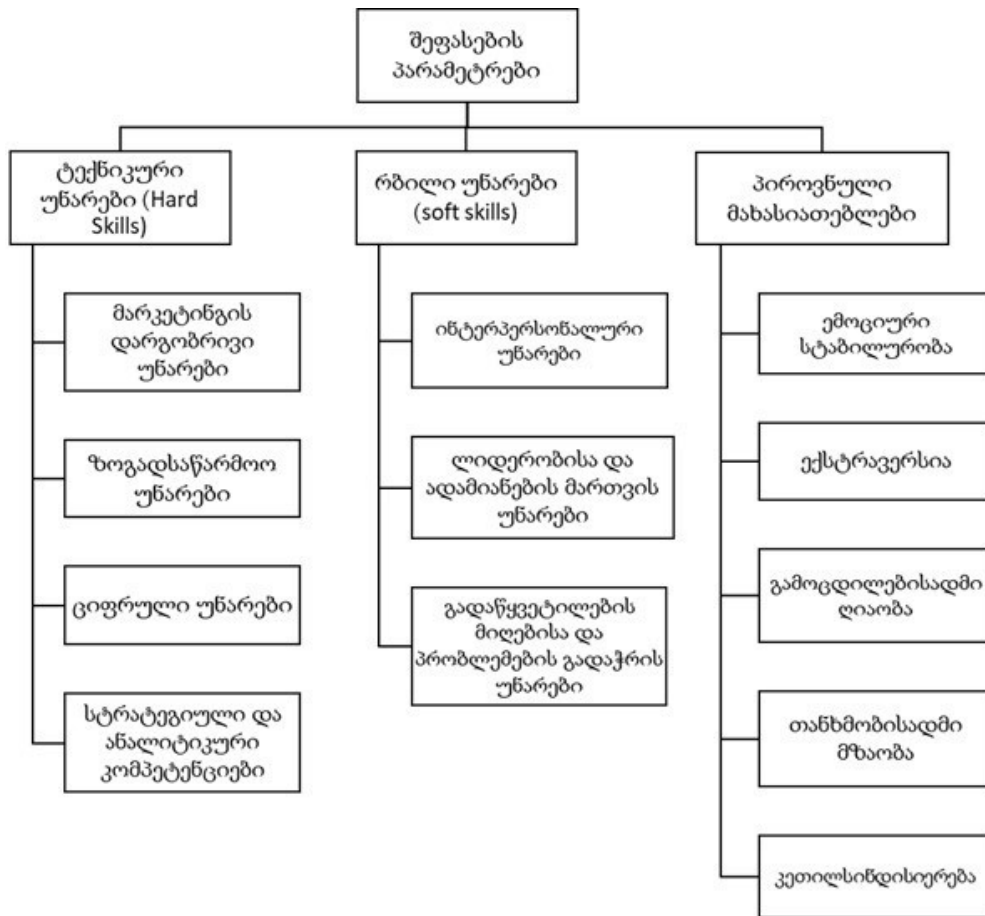 შეფასების
პარამეტრები
ტექნიკური
უნარები (Hard
Skills)
მარკეტინგის
დარგობრივი
უნარები
ზოგადსაწარმოო
უნარები
ციფრული უნარები
სტრატეგიული და
ანალიტიკური
კომპეტენციები
რბილი უნარები
(soft skills)
ინტერპერსონალური
უნარები
ლიდერობისა და
ადამიანების მართვის
უნარები
გადაწყვეტილების
მიღებისა და
პრობლემების გადაჭრის
უნარები
პიროვნული
მახასიათებლები
ემოციური
სტაბილურობა
ექსტრავერსია
გამოცდილებისადმი
ღიაობა
თანხმობისადმი
მზაობა
კეთილსინდისიერება